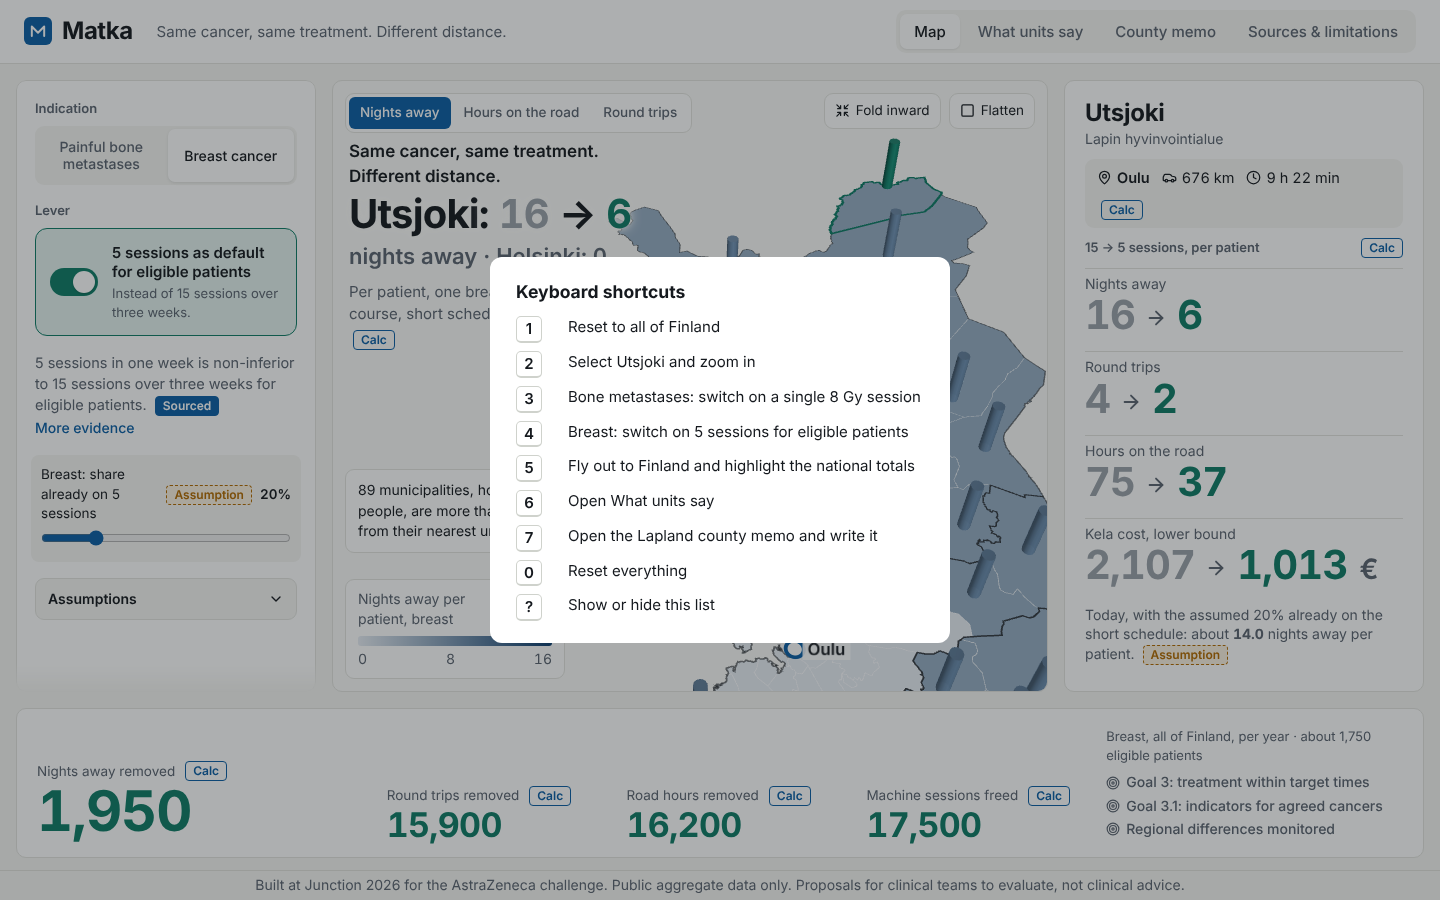 Matka
Same cancer, same treatment. Different distance.
Map
What units say
County memo
Sources & limitations
Indication
Painful bone
metastases
Breast cancer
Lever
5 sessions as default
for eligible patients
Instead of 15 sessions over
three weeks.
5 sessions in one week is non-inferior
to 15 sessions over three weeks for
eligible patients. Sourced
More evidence
Breast: share
already on 5
sessions
Assumption 20%
Assumptions
Nights away
Hours on the road
Round trips
Fold inward
Flatten
Same cancer, same treatment.
Different distance.
Utsjoki: 16 → 6
nights away · Helsinki: 0
Per patient, one
course, short
Calc
89 municipalities,
people, are more
from their nearest
Nights away per
patient, breast
0 8 16
Oulu
Keyboard shortcuts
1 Reset to all of Finland
2 Select Utsjoki and zoom in
3 Bone metastases: switch on a single 8 Gy session
4 Breast: switch on 5 sessions for eligible patients
5 Fly out to Finland and highlight the national totals
6 Open What units say
7 Open the Lapland county memo and write it
0 Reset everything
? Show or hide this list
Utsjoki
Lapin hyvinvointialue
Oulu 676 km 9 h 22 min
Calc
15 → 5 sessions, per patient Calc
Nights away
16 → 6
Round trips
4 → 2
Hours on the road
75 → 37
Kela cost, lower bound
2,107 → 1,013 €
Today, with the assumed 20% already on the
short schedule: about 14.0 nights away per
patient. Assumption
Nights away removed Calc
1,950
Round trips removed Calc
15,900
Road hours removed Calc
16,200
Machine sessions freed Calc
17,500
Breast, all of Finland, per year · about 1,750
eligible patients
Goal 3: treatment within target times
Goal 3.1: indicators for agreed cancers
Regional differences monitored
Built at Junction 2026 for the AstraZeneca challenge. Public aggregate data only. Proposals for clinical teams to evaluate, not clinical advice.